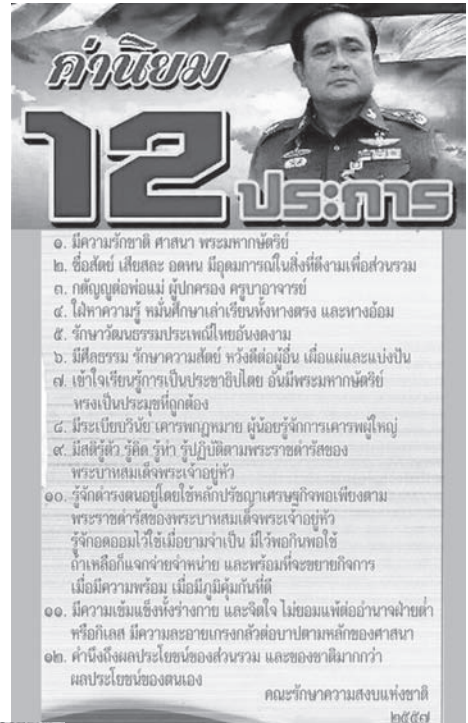 ค่านิยม
12
ประการ
๑. มีความรักชาติ ศาสนา พระมหากษัตริย์
๒. ซื่อสัตย์ เสียสละ อดทน มีอุดมการณ์ในสิ่งที่ดีงามเพื่อส่วนรวม
๓. กตัญญูต่อพ่อแม่ ผู้ปกครอง ครูบาอาจารย์
๔. ใฝ่หาความรู้ หมั่นศึกษาเล่าเรียนทั้งทางตรง และทางอ้อม
๕. รักษาวัฒนธรรมประเพณีไทยอันงดงาม
๖. มีศีลธรรม รักษาความสัตย์ หวังดีต่อผู้อื่น เผื่อแผ่และแบ่งปัน
๗. เข้าใจเรียนรู้การเป็นประชาธิปไตย อันมีพระมหากษัตริย์
ทรงเป็นประมุขที่ถูกต้อง
๘. มีระเบียบวินัย เคารพกฎหมาย ผู้น้อยรู้จักการเคารพผู้ใหญ่
๙. มีสติรู้ตัว รู้คิด รู้ทำ รู้ปฏิบัติตามพระราชดำรัสของ
พระบาทสมเด็จพระเจ้าอยู่หัว
๑๐. รู้จักดำรงตนอยู่โดยใช้หลักปรัชญาเศรษฐกิจพอเพียงตาม
พระราชดำรัสของพระบาทสมเด็จพระเจ้าอยู่หัว
รู้จักอดออมไว้ใช้เมื่อยามจำเป็น มีไว้พอกินพอใช้
ถ้าเหลือก็แจกจ่ายจำหน่าย และพร้อมที่จะขยายกิจการ
เมื่อมีความพร้อม เมื่อมีภูมิคุ้มกันที่ดี
๑๑. มีความเข้มแข็งทั้งร่างกาย และจิตใจ ไม่ยอมแพ้ต่ออำนาจฝ่ายต่ำ
หรือกิเลส มีความละอายเกรงกลัวต่อบาปตามหลักของศาสนา
๑๒. คำนึงถึงผลประโยชน์ของส่วนรวม และของชาติมากกว่า
ผลประโยชน์ของตนเอง
คณะรักษาความสงบแห่งชาติ
๒๕๕๗